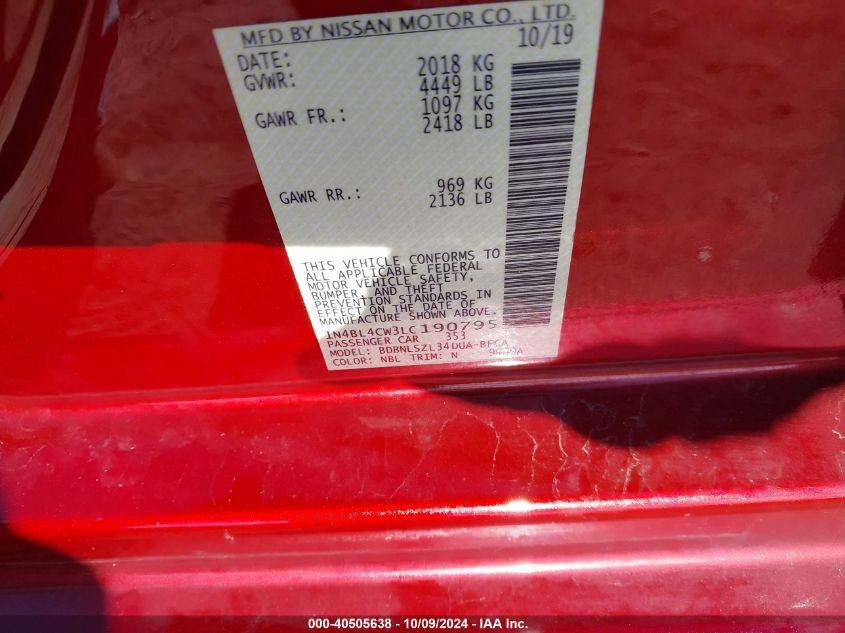 MFD BY NISSAN MOTOR CO., LTD.
DATE: 10/19
GVWR: 2018 KG
4449 LB
GAWR FR.: 1097 KG
2418 LB
GAWR RR.: 969 KG
2136 LB
THIS VEHICLE CONFORMS TO
ALL APPLICABLE FEDERAL
MOTOR VEHICLE SAFETY,
BUMPER, AND THEFT
PREVENTION STANDARDS IN
EFFECT ON THE DATE OF
MANUFACTURE SHOWN ABOVE.
1N4BL4CW3LC190795
PASSENGER CAR 353
MODEL: BDBNLSZL34DUA-BFGA
COLOR: NBL TRIM: N
000-40505638 - 10/09/2024 - IAA Inc.